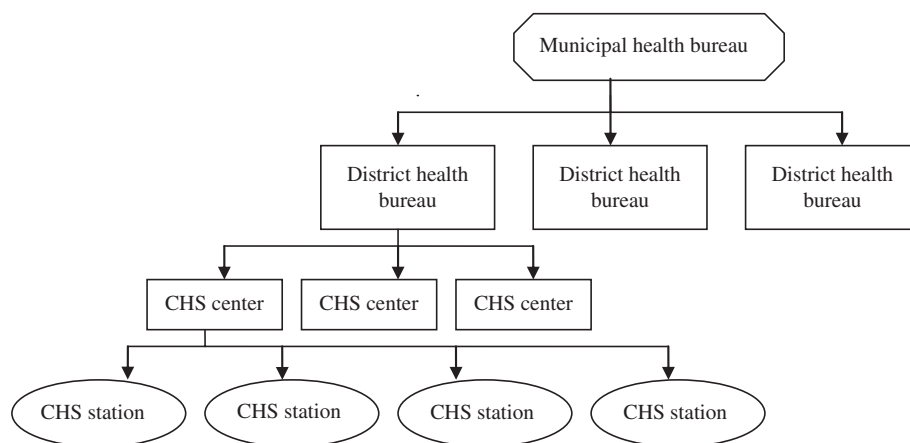 Municipal health bureau
District health
bureau
District health
bureau
District health
bureau
CHS center
CHS center
CHS center
CHS station
CHS station
CHS station
CHS station